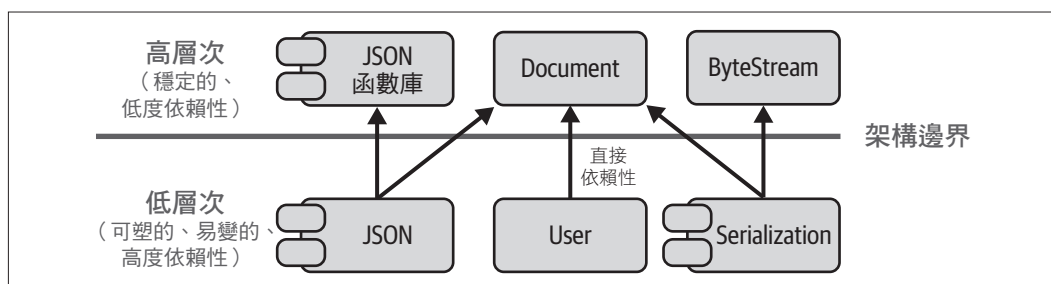 高層次
（穩定的、
低度依賴性）
JSON
函數庫
Document
ByteStream
架構邊界
直接
依賴性
低層次
（可塑的、易變的、
高度依賴性）
JSON
User
Serialization